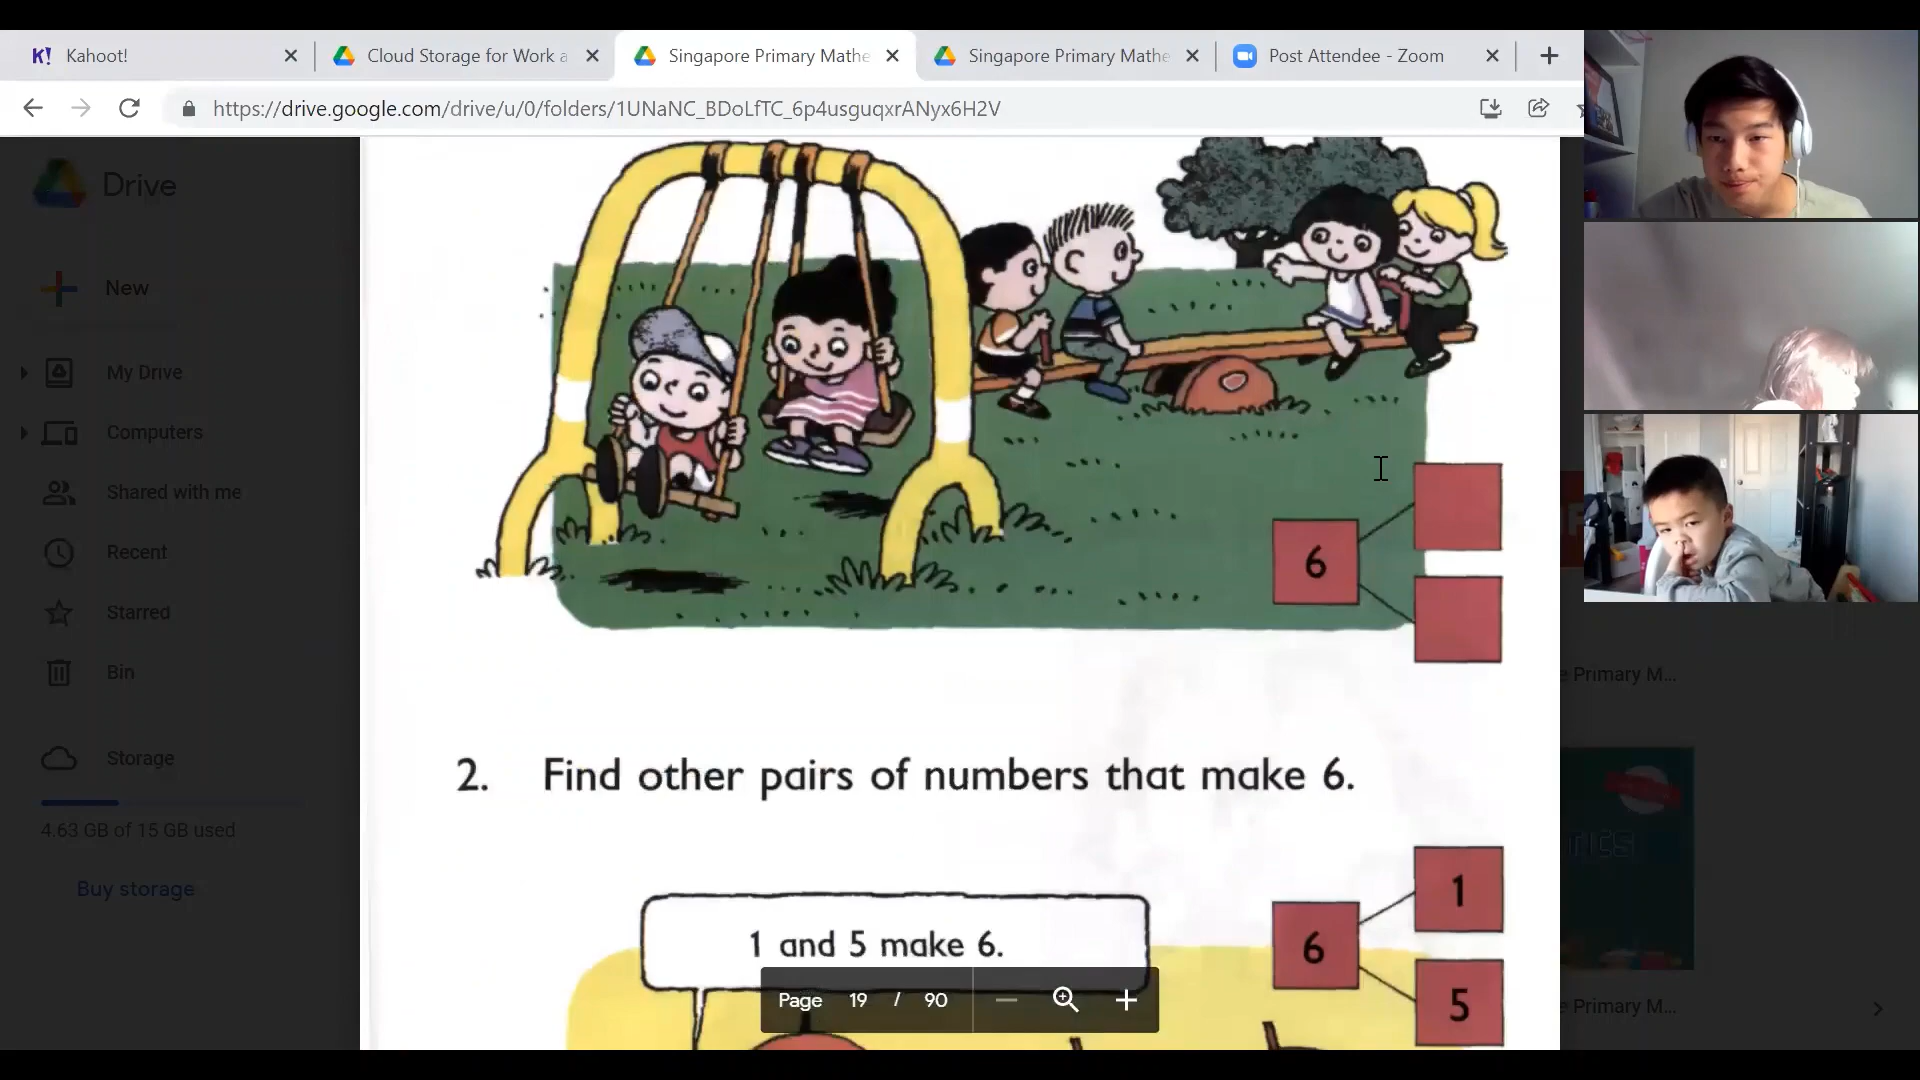 K! Kahoot!
Cloud Storage for Work a
Singapore Primary Mathe
Singapore Primary Mathe
Post Attendee - Zoom
https://drive.google.com/drive/u/0/folders/1UNaNC_BDoLfTC_6p4usguqxrANyx6H2V
Drive
New
My Drive
Computers
Shared with me
Recent
Starred
Bin
Storage
4.63 GB of 15 GB used
Buy storage
6
2. Find other pairs of numbers that make 6.
1 and 5 make 6.
6
1
5
Page 19 / 90
e Primary M...
e Primary M...